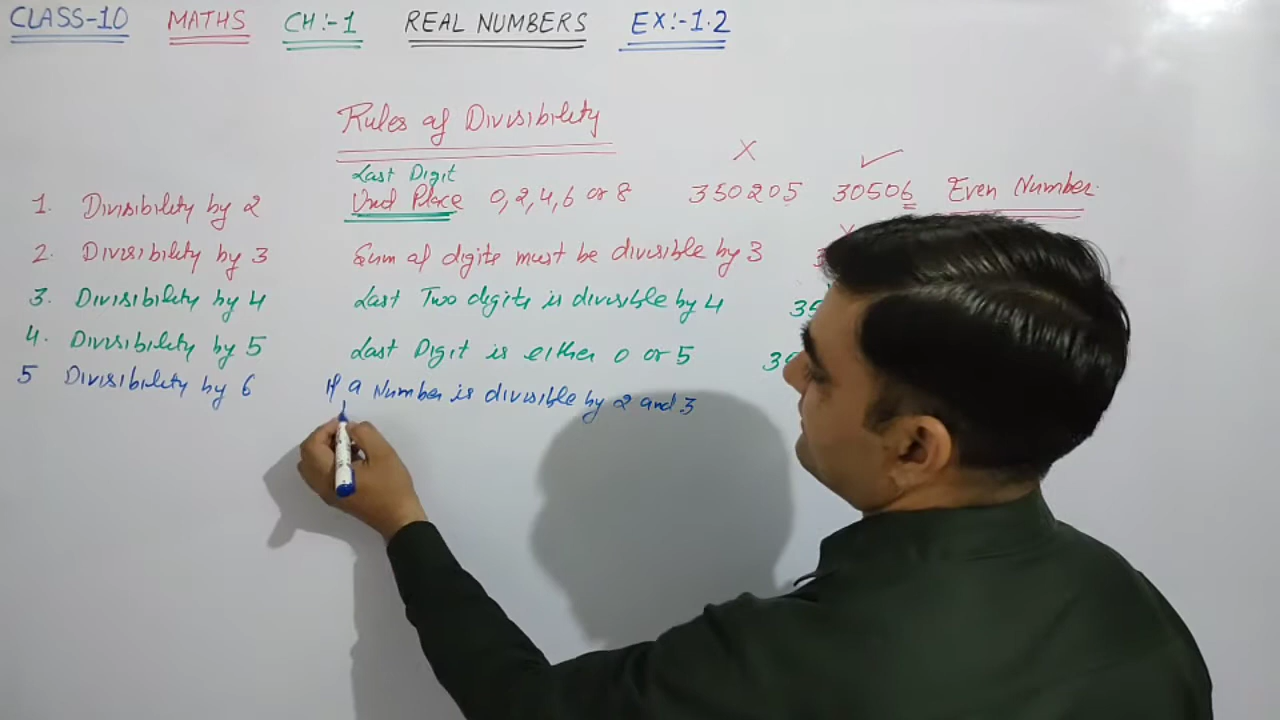 CLASS-10 MATHS CH:-1 REAL NUMBERS EX:-1.2
Rules of Divisibility
Last Digit
1. Divisibility by 2 Unit Place 0, 2, 4, 6 or 8 350205 30506 Even Number.
2. Divisibility by 3 Sum of digits must be divisible by 3
3. Divisibility by 4 Last Two digits is divisible by 4 35
4. Divisibility by 5 Last Digit is either 0 or 5
5 Divisibility by 6 If a Number is divisible by 2 and 3